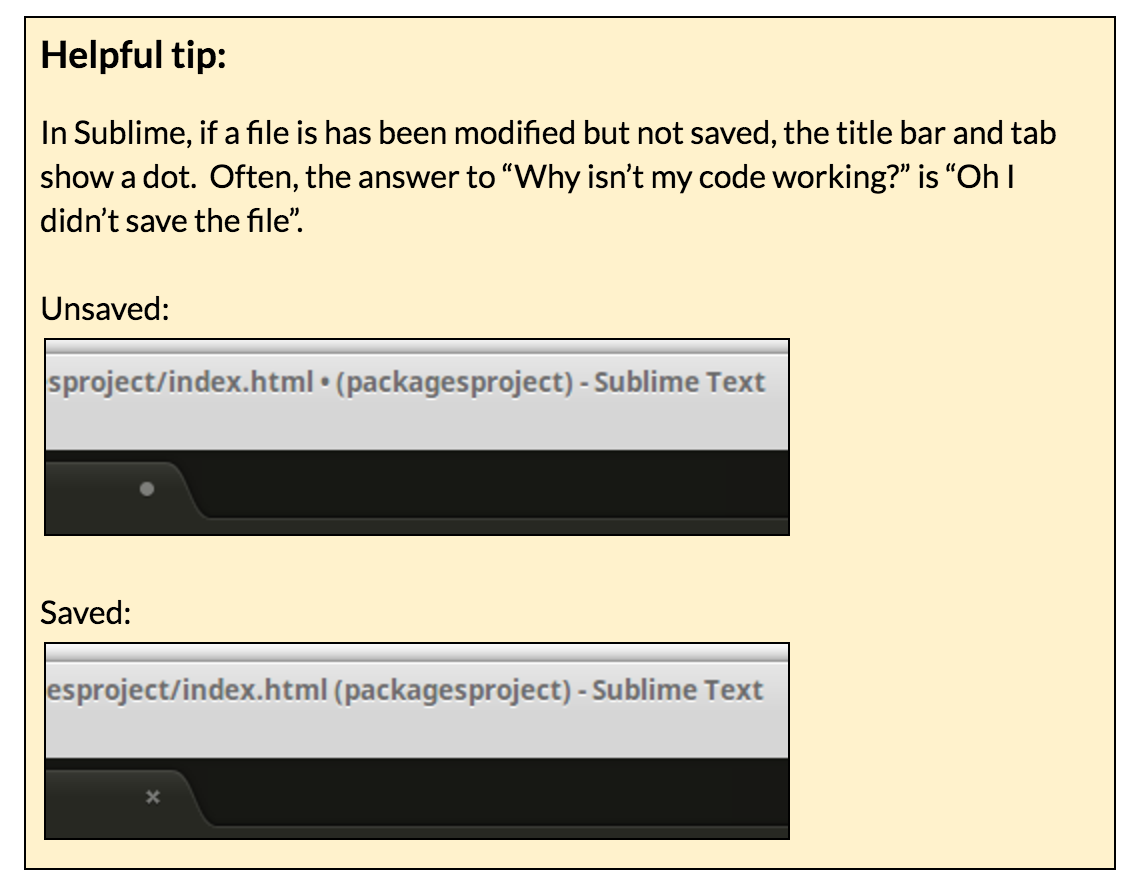 Helpful tip:
In Sublime, if a file is has been modified but not saved, the title bar and tab
show a dot.  Often, the answer to “Why isn’t my code working?” is “Oh I
didn’t save the file”.
Unsaved:
sproject/index.html • (packagesproject) - Sublime Text
Saved:
esproject/index.html (packagesproject) - Sublime Text